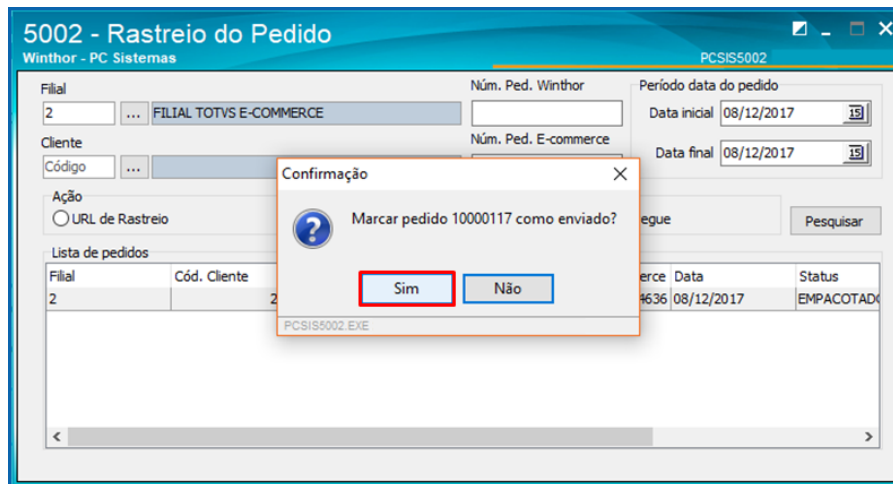 5002 - Rastreio do Pedido
Winthor - PC Sistemas
PCSIS5002
Filial
2 ... FILIAL TOTVS E-COMMERCE
Núm. Ped. Winthor
Período data do pedido
Data inicial 08/12/2017 15
Cliente
Código ...
Núm. Ped. E-commerce
Data final 08/12/2017 15
Ação
URL de Rastreio
egue
Pesquisar
Confirmação
Marcar pedido 10000117 como enviado?
Sim Não
PCSIS5002.EXE
Lista de pedidos
Filial Cód. Cliente erce Data Status
2 2 4636 08/12/2017 EMPACOTADO